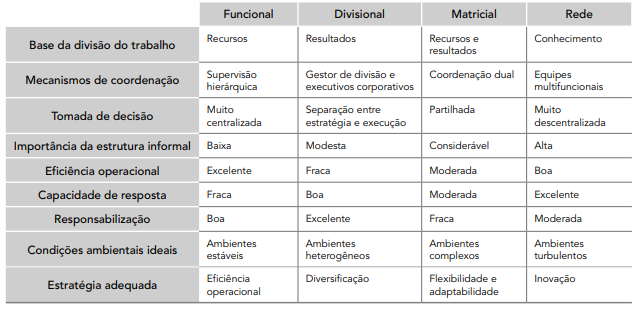 Funcional Divisional Matricial Rede
Base da divisão do trabalho Recursos Resultados Recursos e resultados Conhecimento
Mecanismos de coordenação Supervisão hierárquica Gestor de divisão e executivos corporativos Coordenação dual Equipes multifuncionais
Tomada de decisão Muito centralizada Separação entre estratégia e execução Partilhada Muito descentralizada
Importância da estrutura informal Baixa Modesta Considerável Alta
Eficiência operacional Excelente Fraca Moderada Boa
Capacidade de resposta Fraca Boa Moderada Excelente
Responsabilização Boa Excelente Fraca Moderada
Condições ambientais ideais Ambientes estáveis Ambientes heterogêneos Ambientes complexos Ambientes turbulentos
Estratégia adequada Eficiência operacional Diversificação Flexibilidade e adaptabilidade Inovação